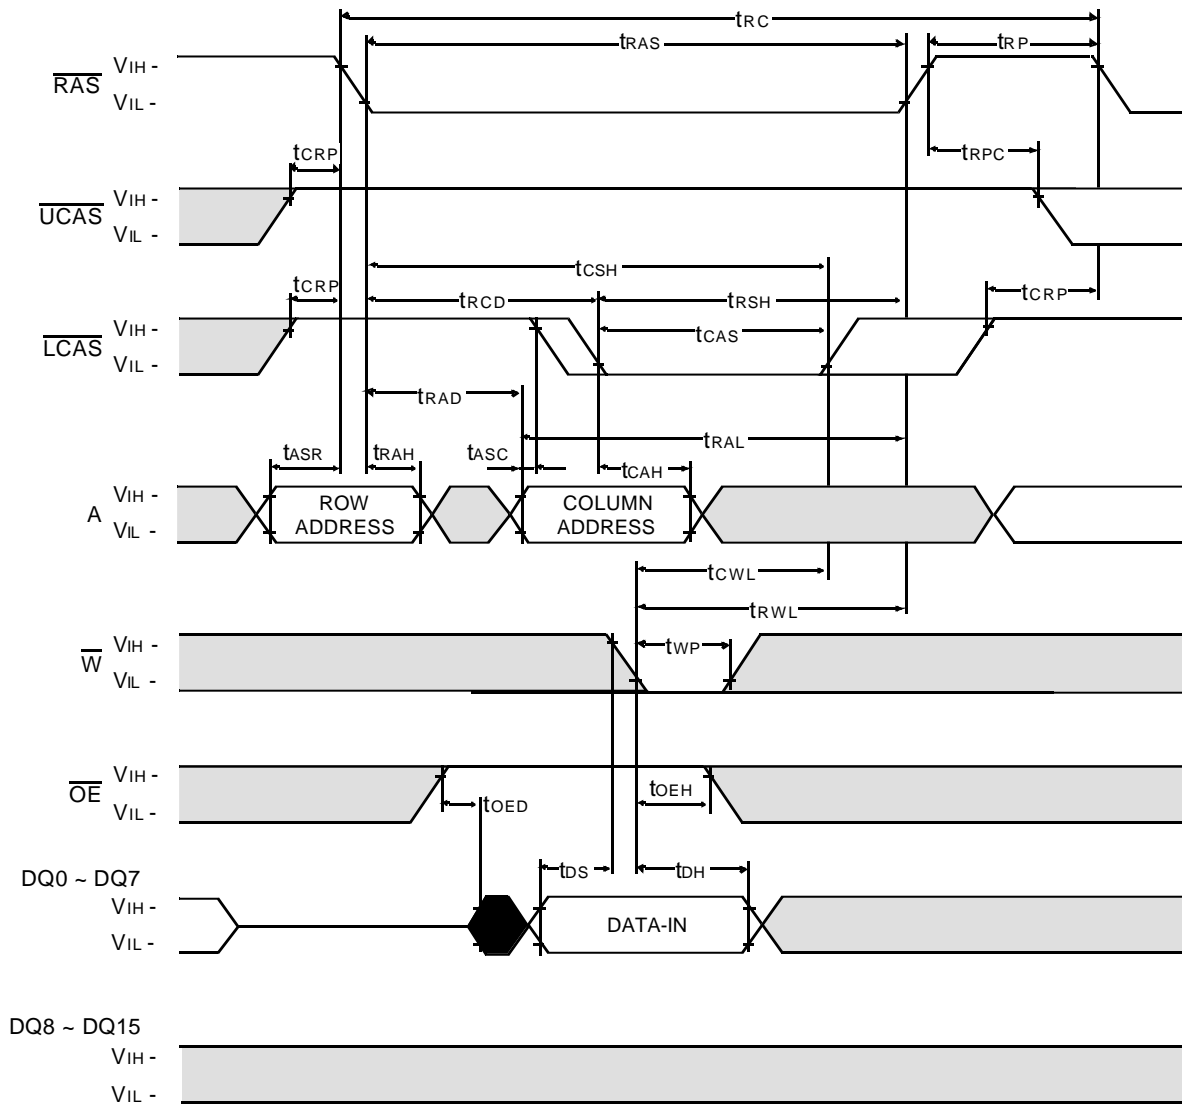 tRC
tRAS
tRP
RAS
VIH -
VIL -
tCRP
tRPC
UCAS
VIH -
VIL -
tCSH
tCRP
tRCD
tRSH
tCRP
LCAS
VIH -
VIL -
tCAS
tRAD
tRAL
tASR
tRAH
tASC
tCAH
A
VIH -
VIL -
ROW
ADDRESS
COLUMN
ADDRESS
tCWL
tRWL
W
VIH -
VIL -
tWP
OE
VIH -
VIL -
tOED
tOEH
tDS
tDH
DQ0 ~ DQ7
VIH -
VIL -
DATA-IN
DQ8 ~ DQ15
VIH -
VIL -